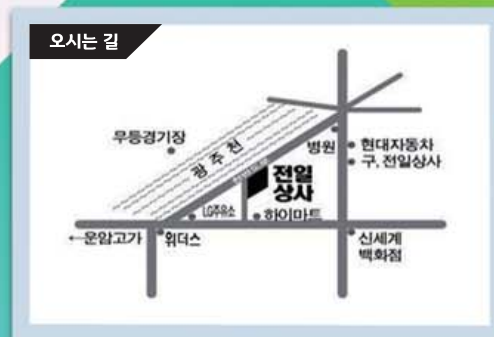 오시는 길
무등경기장
광주천
병원
현대자동차
구, 전일상사
전일
상사
LG주유소
하이마트
←운암고가
위더스
신세계
백화점